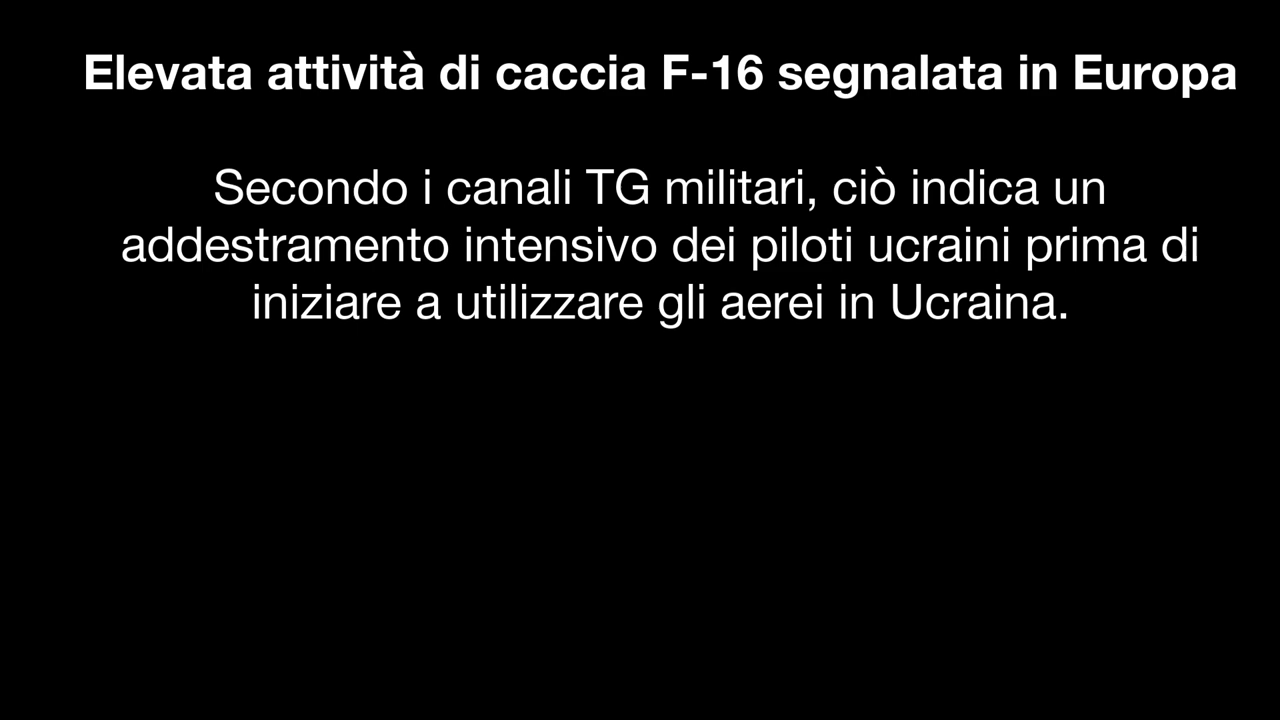 Elevata attività di caccia F-16 segnalata in Europa
Secondo i canali TG militari, ciò indica un
addestramento intensivo dei piloti ucraini prima di
iniziare a utilizzare gli aerei in Ucraina.